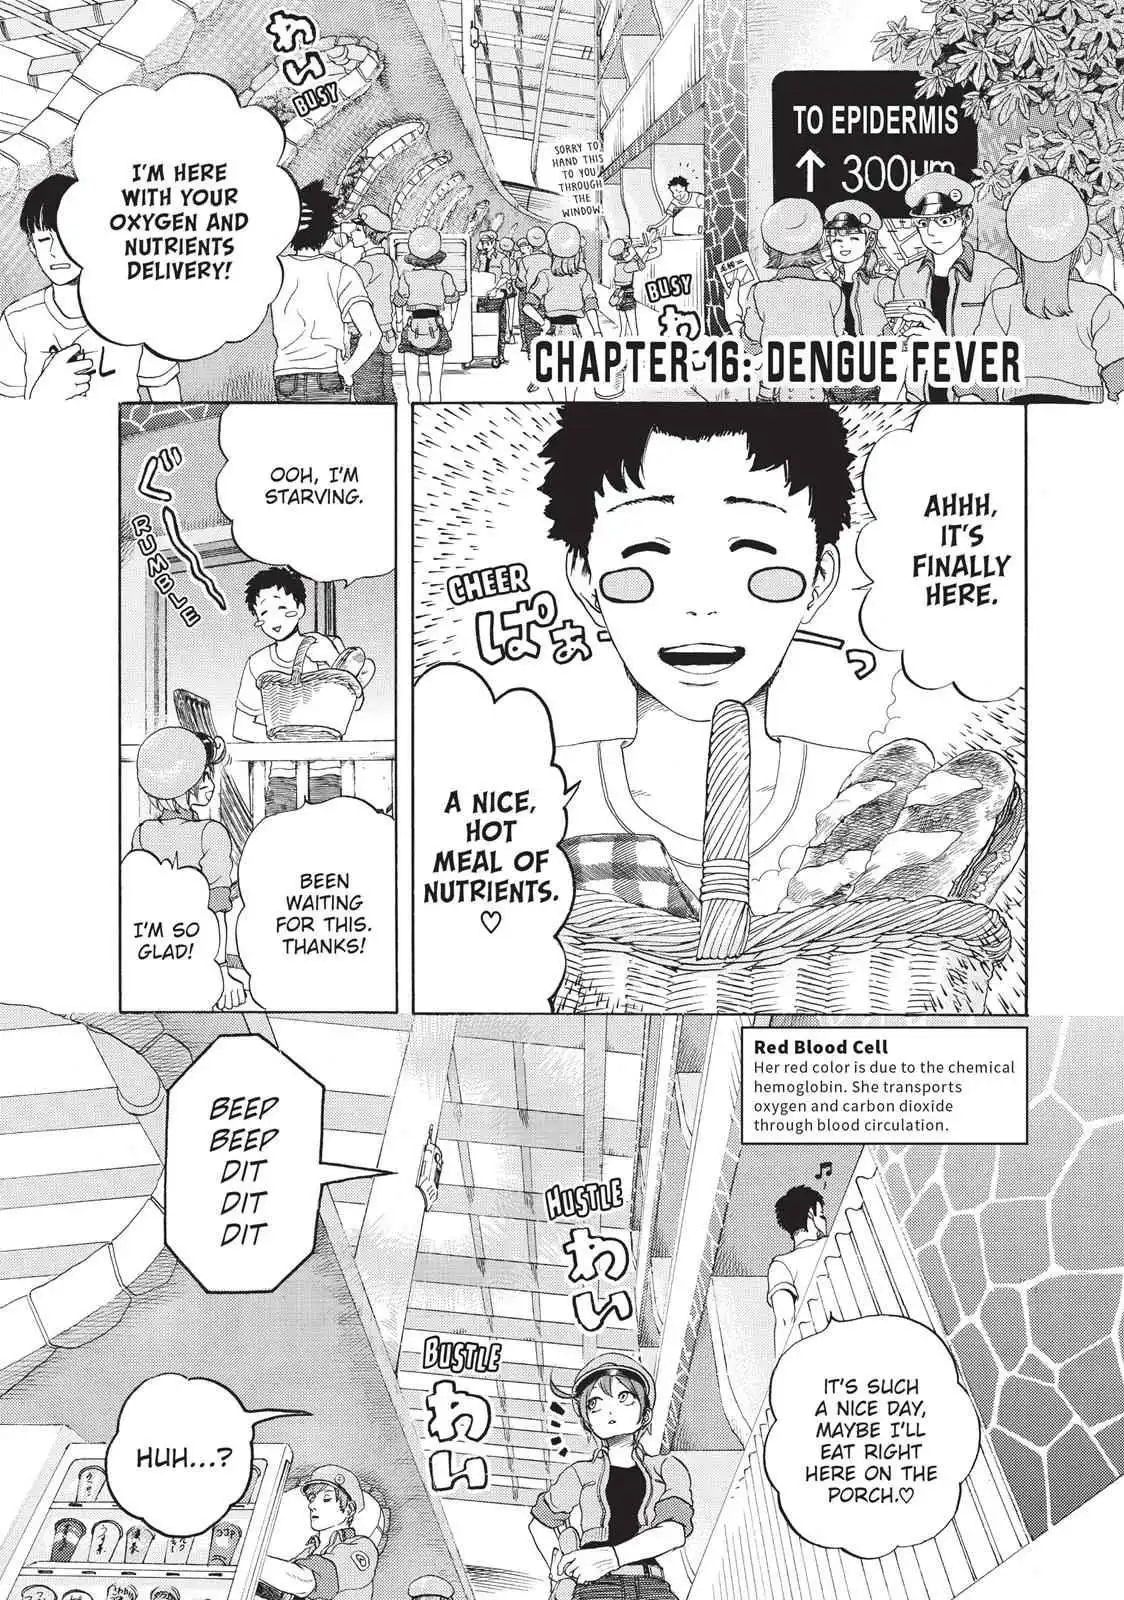 わい
BUSY
I'M HERE
WITH YOUR
OXYGEN AND
NUTRIENTS
DELIVERY!
SORRY TO
HAND THIS
TO YOU
THROUGH
THE
WINDOW.
TO EPIDERMIS
↑ 300μm
BUSY
わい
CHAPTER 16: DENGUE FEVER
AHHH,
IT'S
FINALLY
HERE.
CHEER
ぱぁーっ
A NICE,
HOT
MEAL OF
NUTRIENTS.
♡
OOH, I'M
STARVING.
ぐ〜
RUMBLE
BEEN
WAITING
FOR THIS.
THANKS!
I'M SO
GLAD!
Red Blood Cell
Her red color is due to the chemical
hemoglobin. She transports
oxygen and carbon dioxide
through blood circulation.
BEEP
BEEP
DIT
DIT
DIT
HUSTLE
わい
BUSTLE
わい
IT'S SUCH
A NICE DAY,
MAYBE I'LL
EAT RIGHT
HERE ON THE
PORCH.♡
HUH...?